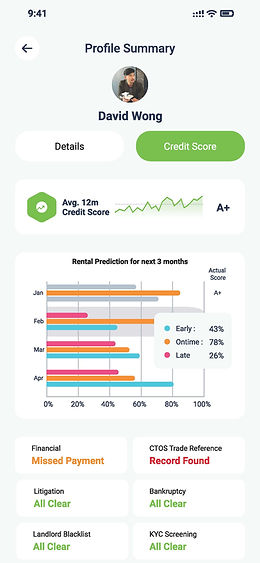 9:41
Profile Summary
David Wong
Details
Credit Score
Avg. 12m
Credit Score
A+
Rental Prediction for next 3 months
Actual
Score
Jan
A+
Feb
Early : 43%
Ontime : 78%
Late 26%
Mar
Apr
0% 20% 40% 60% 80% 100%
Financial
Missed Payment
CTOS Trade Reference
Record Found
Litigation
All Clear
Bankruptcy
All Clear
Landlord Blacklist
All Clear
KYC Screening
All Clear